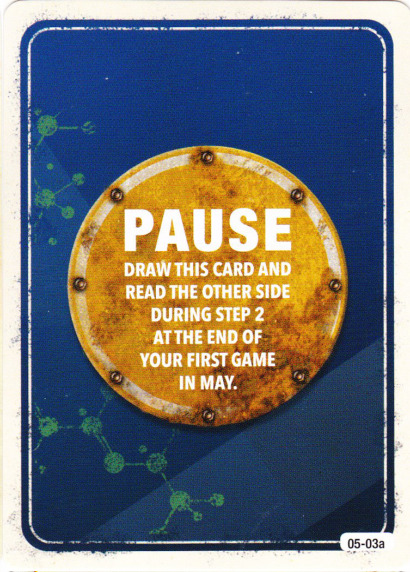 PAUSE
DRAW THIS CARD AND
READ THE OTHER SIDE
DURING STEP 2
AT THE END OF
YOUR FIRST GAME
IN MAY.
05-03a